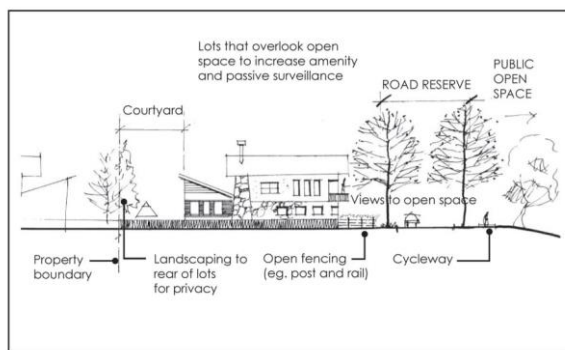 Lots that overlook open
space to increase amenity
and passive surveillance
PUBLIC
OPEN
SPACE
ROAD RESERVE
Courtyard
Views to open space
Property
boundary
Landscaping to
rear of lots
for privacy
Open fencing
(eg. post and rail)
Cycleway